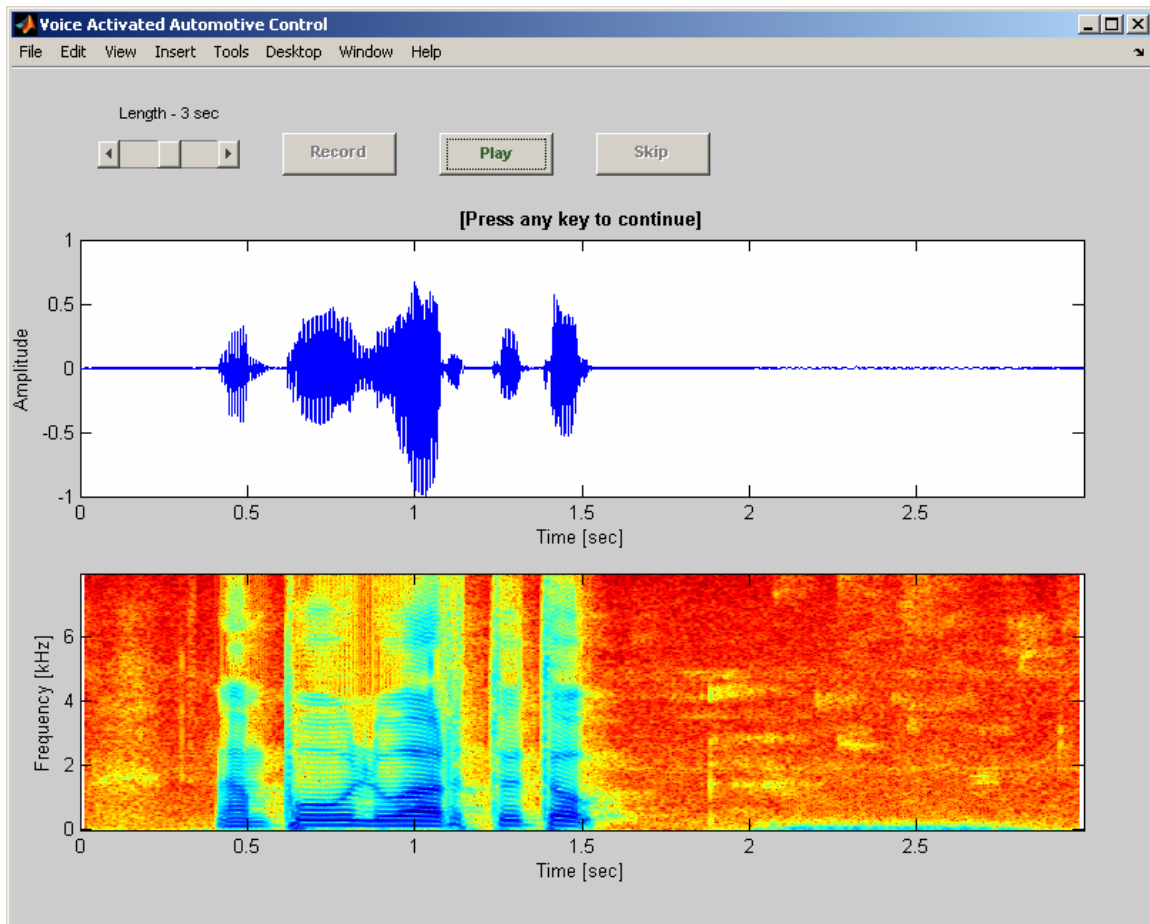 Voice Activated Automotive Control
File Edit View Insert Tools Desktop Window Help
Length - 3 sec
Record Play Skip
[Press any key to continue]
1
0.5
0
-0.5
-1
Amplitude
0 0.5 1 1.5 2 2.5
Time [sec]
6
4
2
0
Frequency [kHz]
0 0.5 1 1.5 2 2.5
Time [sec]